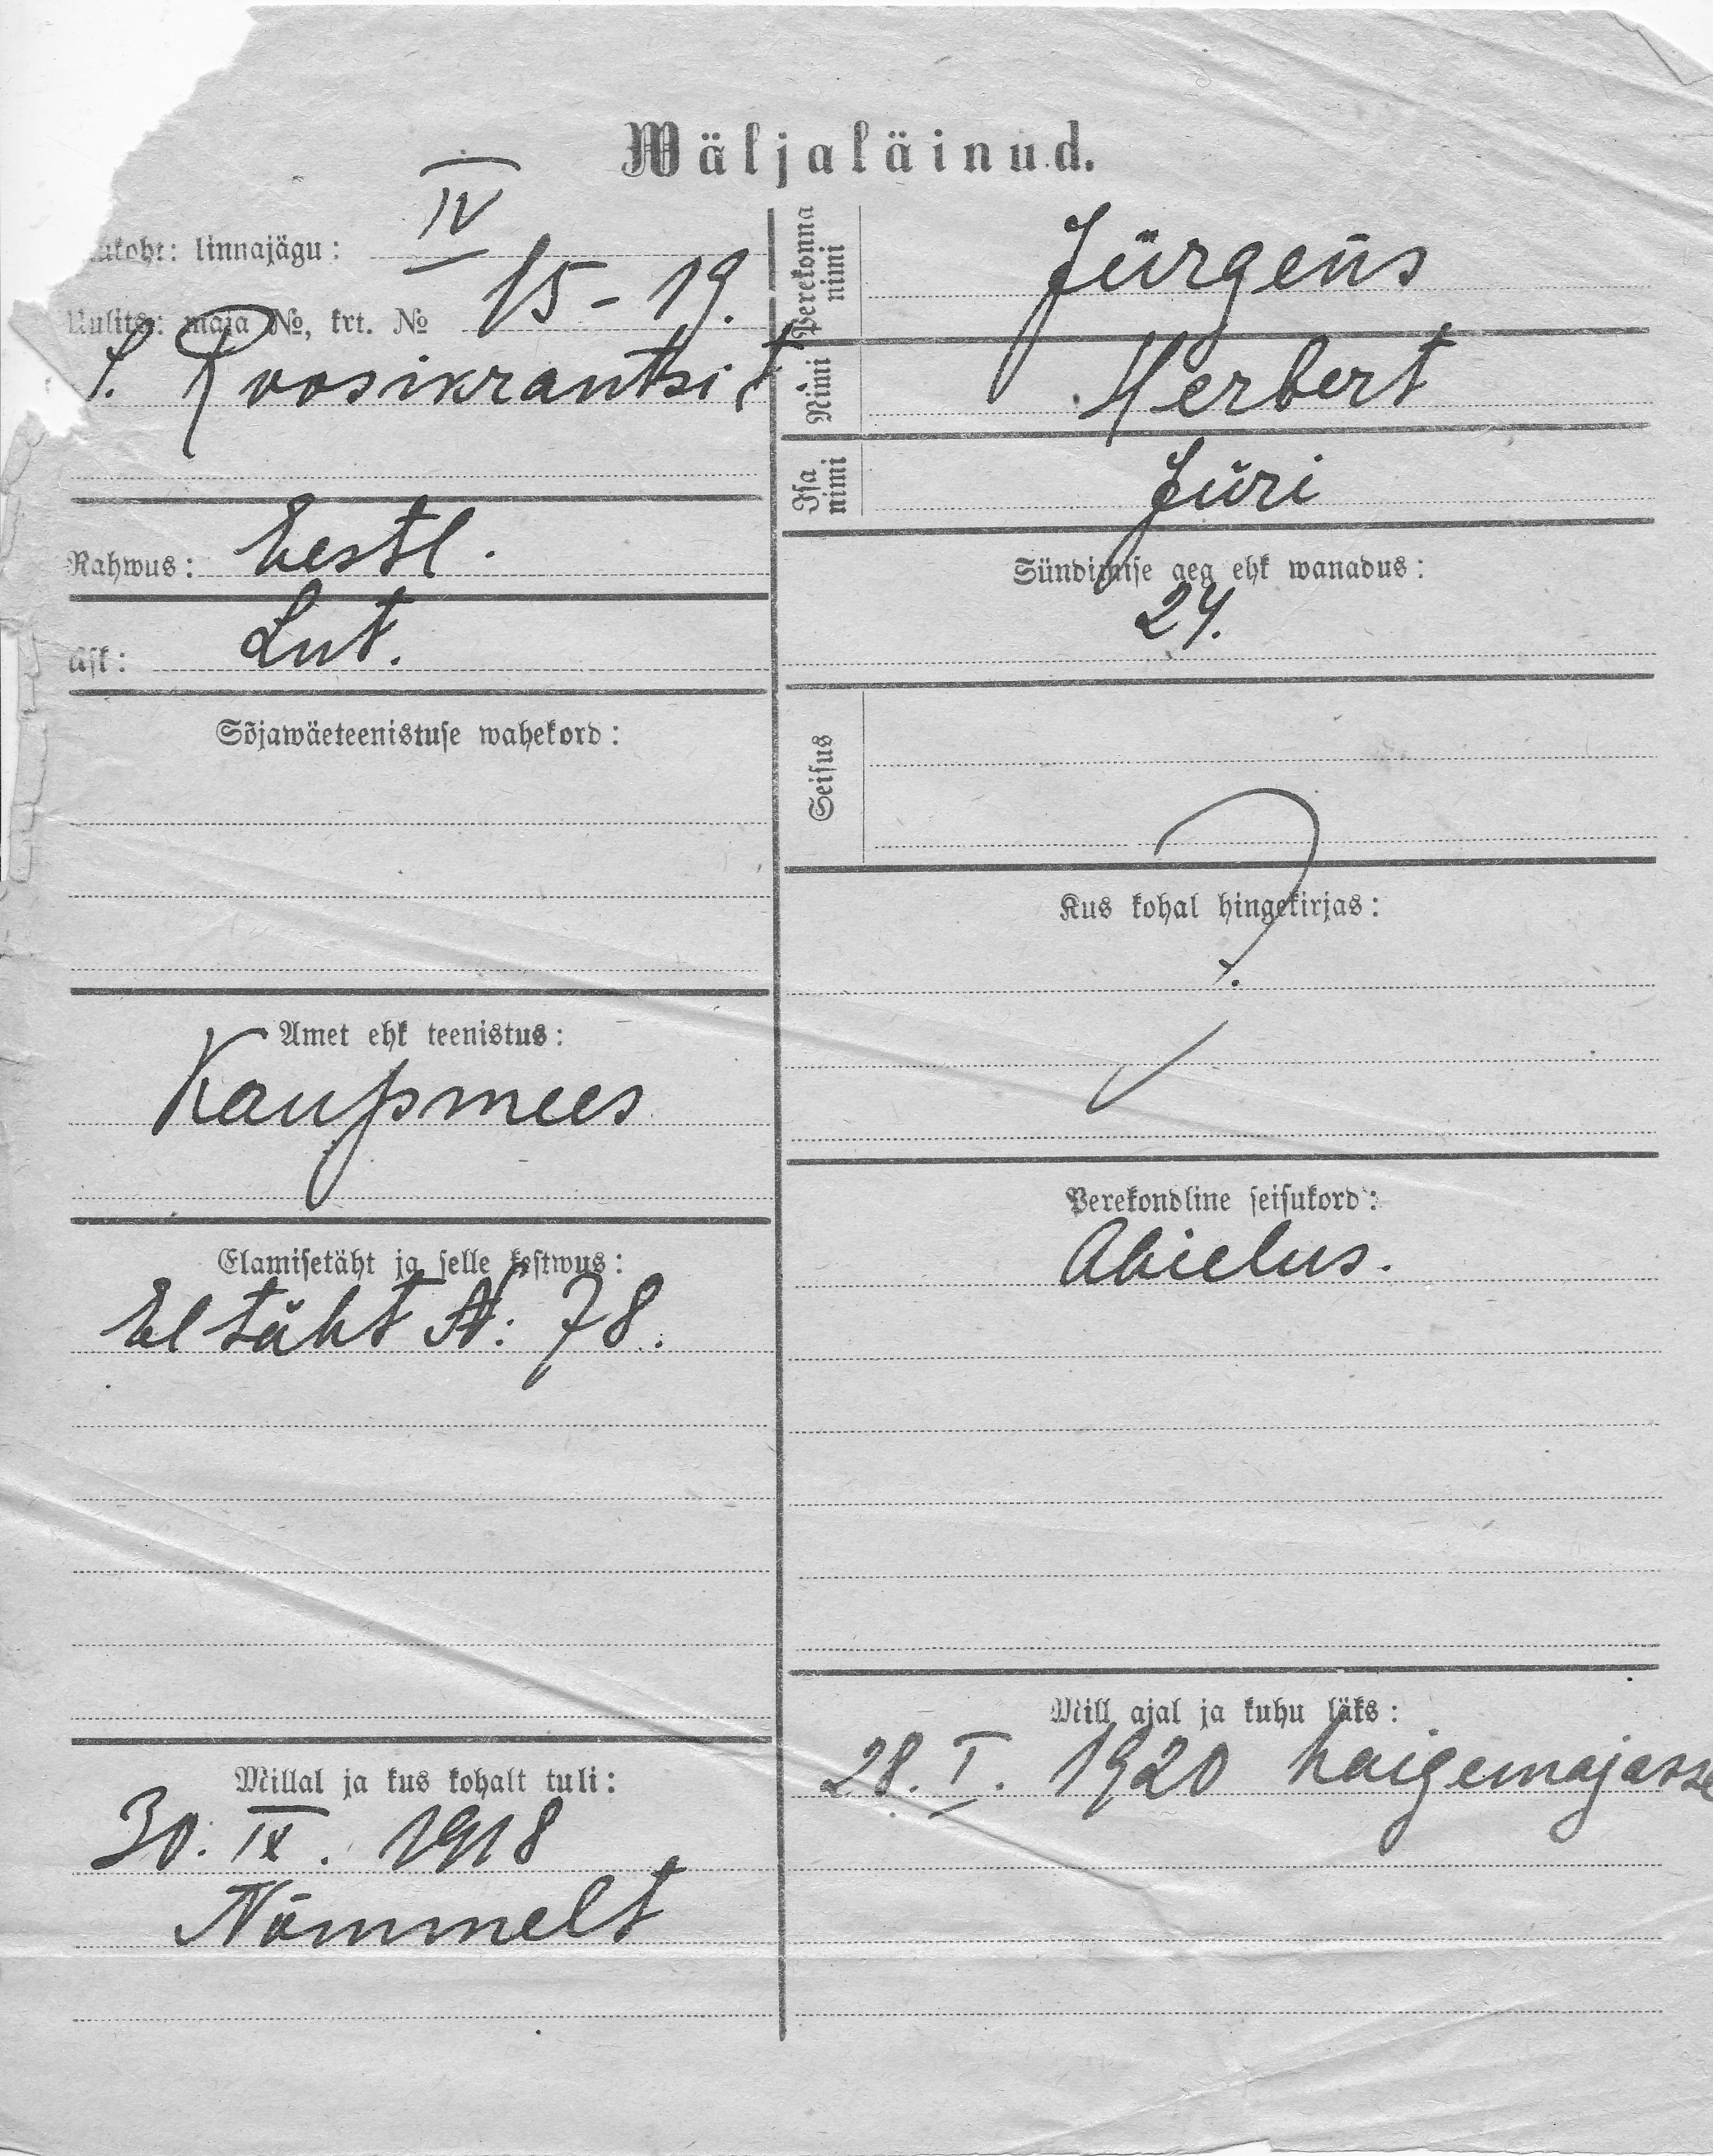 Wäljaläinud.
linnajägu: IV
Uulits: maja No, krt. No 15-19.
S. Roosikrantsi t
Rahwus: Eestl.
Usk: Lut.
Sõjawäeteenistuse wahekord:
Amet ehk teenistus:
Kaupmees
Elamisetäht ja selle kestwus:
El täht N: 78.
Millal ja kus kohalt tuli:
30. IX. 1918
Nõmmelt
Perekonna nimi Jürgens
Nimi Herbert
Isa nimi Jüri
Sündimise aeg ehk wanadus:
24.
Seisus
?
Kus kohal hingekirjas:
Perekondline seisukord:
Abielus.
Mill ajal ja kuhu läks:
28. I. 1920 haigemajasse